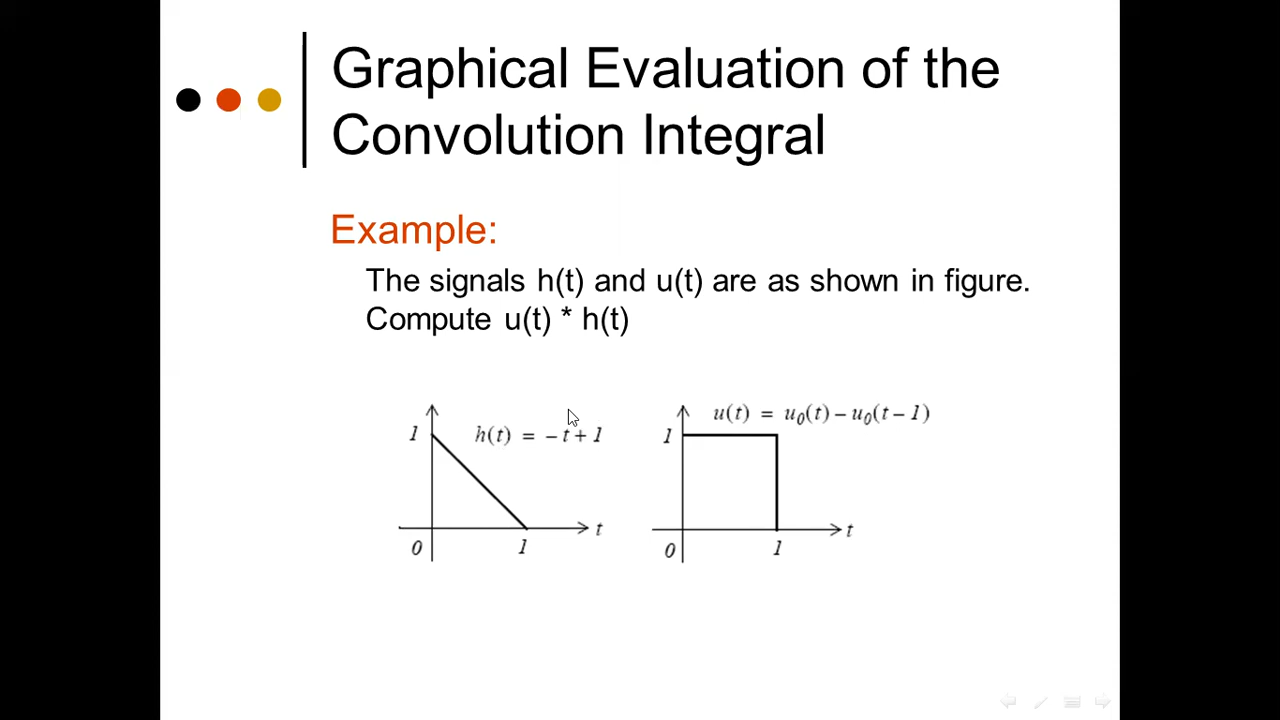 Graphical Evaluation of the
Convolution Integral
Example:
The signals h(t) and u(t) are as shown in figure.
Compute u(t) * h(t)
1
h(t) = −t+1
0
1
t
1
u(t) = u₀(t)−u₀(t−1)
0
1
t